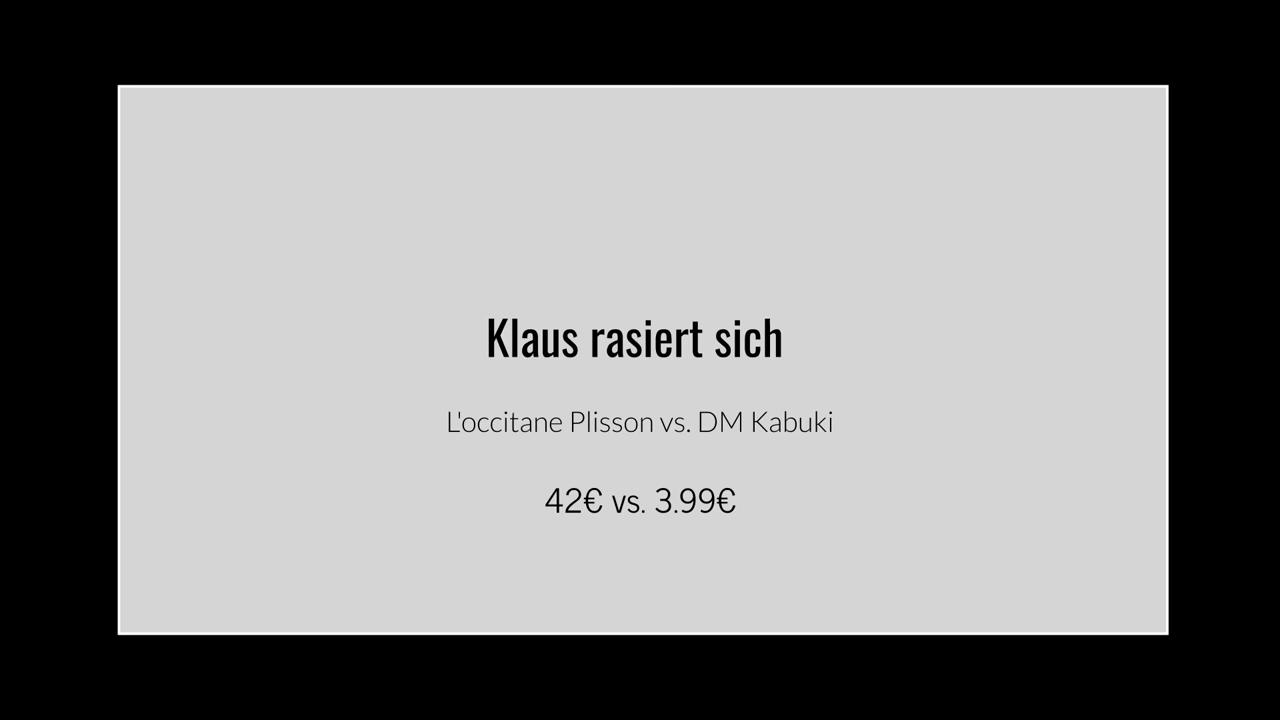 Klaus rasiert sich
L'occitane Plisson vs. DM Kabuki
42€ vs. 3.99€